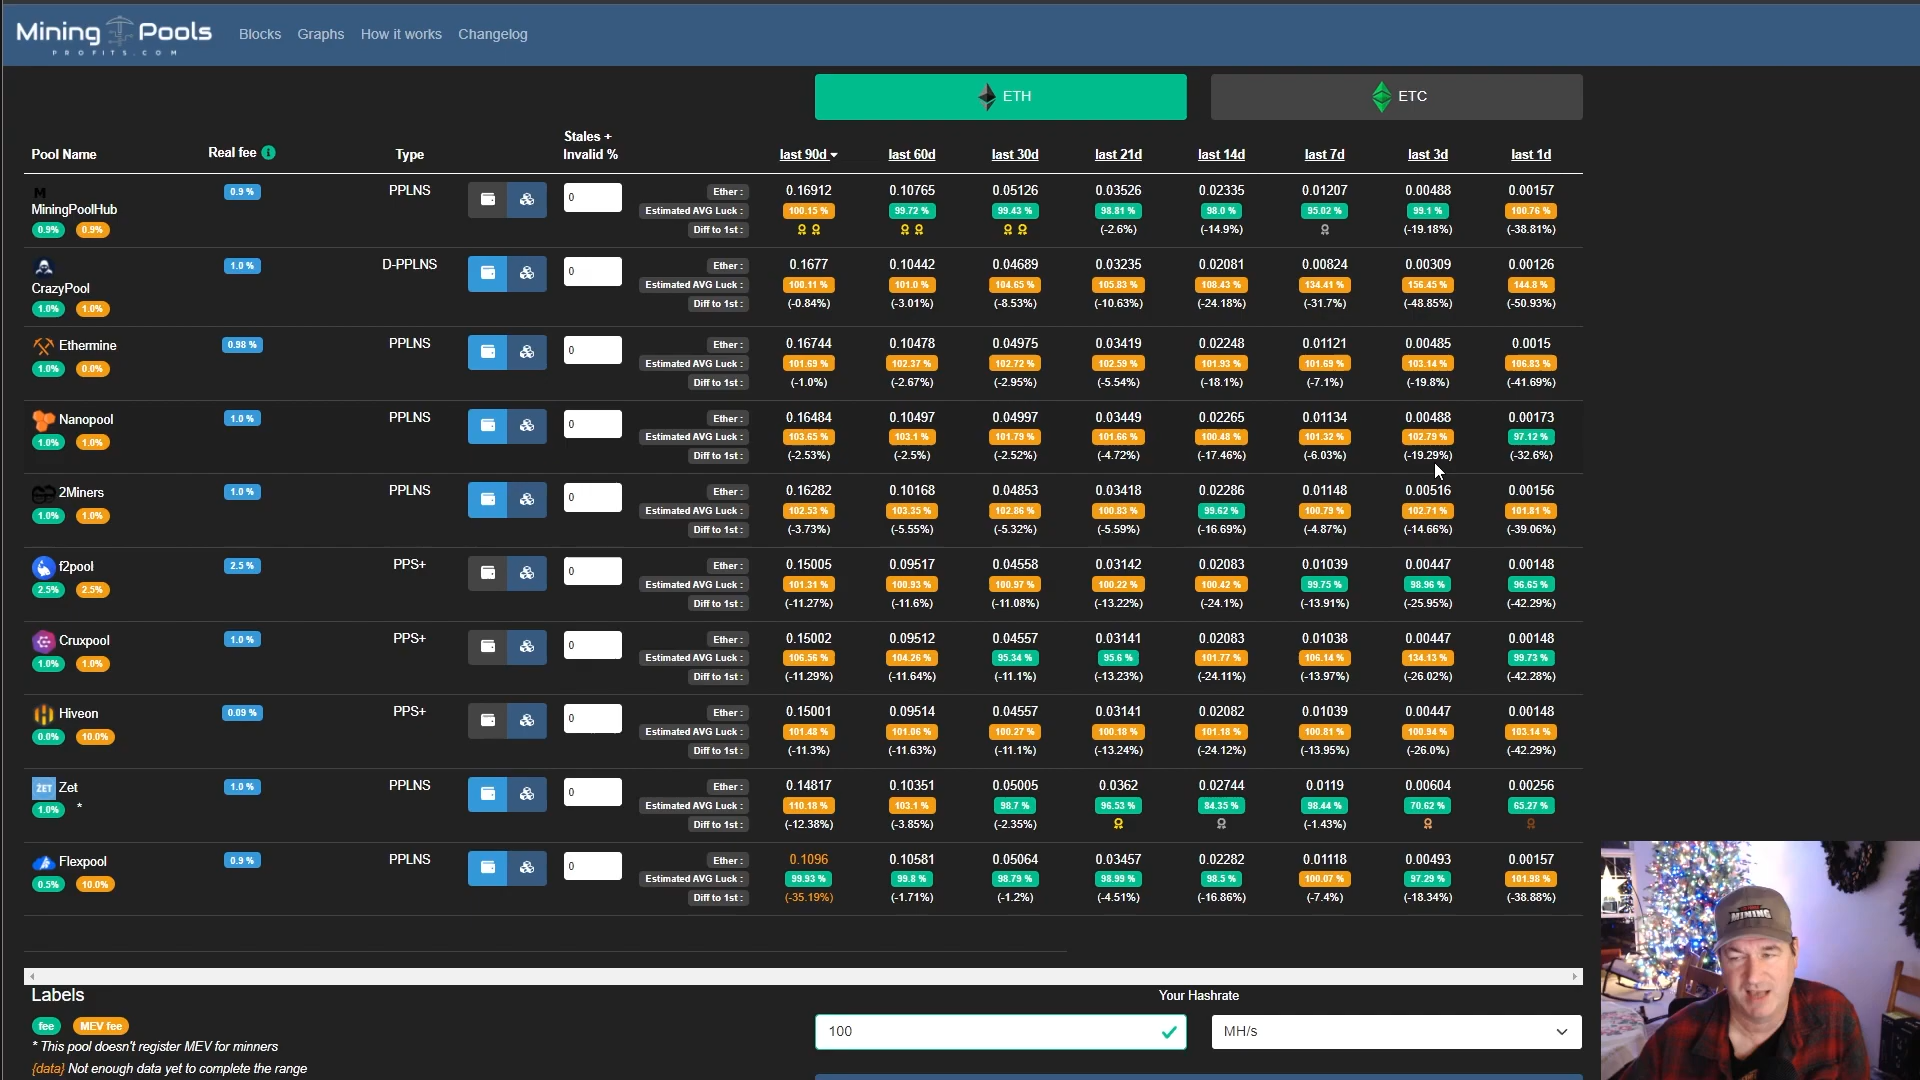 Mining Pools
PROFITS.COM
Blocks Graphs How it works Changelog
ETH ETC
Pool Name Real fee i Type Stales + Invalid % last 90d last 60d last 30d last 21d last 14d last 7d last 3d last 1d
M PPLNS
MiningPoolHub 0.9 % 0 Ether : 0.16912 0.10765 0.05126 0.03526 0.02335 0.01207 0.00488 0.00157
0.9% 0.9% Estimated AVG Luck : 100.15 % 99.72 % 99.43 % 98.81 % 98.0 % 95.02 % 99.1 % 100.76 %
Diff to 1st : (-2.6%) (-14.9%) (-19.18%) (-38.81%)
CrazyPool 1.0 % D-PPLNS 0 Ether : 0.1677 0.10442 0.04689 0.03235 0.02081 0.00824 0.00309 0.00126
1.0% 1.0% Estimated AVG Luck : 100.11 % 101.0 % 104.65 % 105.83 % 108.43 % 134.41 % 156.45 % 144.8 %
Diff to 1st : (-0.84%) (-3.01%) (-8.53%) (-10.63%) (-24.18%) (-31.7%) (-48.85%) (-50.93%)
Ethermine 0.98 % PPLNS 0 Ether : 0.16744 0.10478 0.04975 0.03419 0.02248 0.01121 0.00485 0.0015
1.0% 0.0% Estimated AVG Luck : 101.69 % 102.37 % 102.72 % 102.59 % 101.93 % 101.69 % 103.14 % 106.83 %
Diff to 1st : (-1.0%) (-2.67%) (-2.95%) (-5.54%) (-18.1%) (-7.1%) (-19.8%) (-41.69%)
Nanopool 1.0 % PPLNS 0 Ether : 0.16484 0.10497 0.04997 0.03449 0.02265 0.01134 0.00488 0.00173
1.0% 1.0% Estimated AVG Luck : 103.65 % 103.1 % 101.79 % 101.66 % 100.48 % 101.32 % 102.79 % 97.12 %
Diff to 1st : (-2.53%) (-2.5%) (-2.52%) (-4.72%) (-17.46%) (-6.03%) (-19.29%) (-32.6%)
2Miners 1.0 % PPLNS 0 Ether : 0.16282 0.10168 0.04853 0.03418 0.02286 0.01148 0.00516 0.00156
1.0% 1.0% Estimated AVG Luck : 102.53 % 103.35 % 102.86 % 100.83 % 99.62 % 100.79 % 102.71 % 101.81 %
Diff to 1st : (-3.73%) (-5.55%) (-5.32%) (-5.59%) (-16.69%) (-4.87%) (-14.66%) (-39.06%)
f2pool 2.5 % PPS+ 0 Ether : 0.15005 0.09517 0.04558 0.03142 0.02083 0.01039 0.00447 0.00148
2.5% 2.5% Estimated AVG Luck : 101.31 % 100.93 % 100.97 % 100.22 % 100.42 % 99.75 % 98.96 % 96.65 %
Diff to 1st : (-11.27%) (-11.6%) (-11.08%) (-13.22%) (-24.1%) (-13.91%) (-25.95%) (-42.29%)
Cruxpool 1.0 % PPS+ 0 Ether : 0.15002 0.09512 0.04557 0.03141 0.02083 0.01038 0.00447 0.00148
1.0% 1.0% Estimated AVG Luck : 106.56 % 104.26 % 95.34 % 95.6 % 101.77 % 106.14 % 134.13 % 99.73 %
Diff to 1st : (-11.29%) (-11.64%) (-11.1%) (-13.23%) (-24.11%) (-13.97%) (-26.02%) (-42.28%)
Hiveon 0.09 % PPS+ 0 Ether : 0.15001 0.09514 0.04557 0.03141 0.02082 0.01039 0.00447 0.00148
0.0% 10.0% Estimated AVG Luck : 101.48 % 101.06 % 100.27 % 100.18 % 101.18 % 100.81 % 100.94 % 103.14 %
Diff to 1st : (-11.3%) (-11.63%) (-11.1%) (-13.24%) (-24.12%) (-13.95%) (-26.0%) (-42.29%)
ŻET Zet 1.0 % PPLNS 0 Ether : 0.14817 0.10351 0.05005 0.0362 0.02744 0.0119 0.00604 0.00256
1.0% * Estimated AVG Luck : 110.18 % 103.1 % 98.7 % 96.53 % 84.35 % 98.44 % 70.62 % 65.27 %
Diff to 1st : (-12.38%) (-3.85%) (-2.35%) (-1.43%)
Flexpool 0.9 % PPLNS 0 Ether : 0.1096 0.10581 0.05064 0.03457 0.02282 0.01118 0.00493 0.00157
0.5% 10.0% Estimated AVG Luck : 99.93 % 99.8 % 98.79 % 98.99 % 98.5 % 100.07 % 97.29 % 101.98 %
Diff to 1st : (-35.19%) (-1.71%) (-1.2%) (-4.51%) (-16.86%) (-7.4%) (-18.34%) (-38.88%)
Labels
Your Hashrate
fee MEV fee
100 MH/s
* This pool doesn't register MEV for minners
{data} Not enough data yet to complete the range
MINING